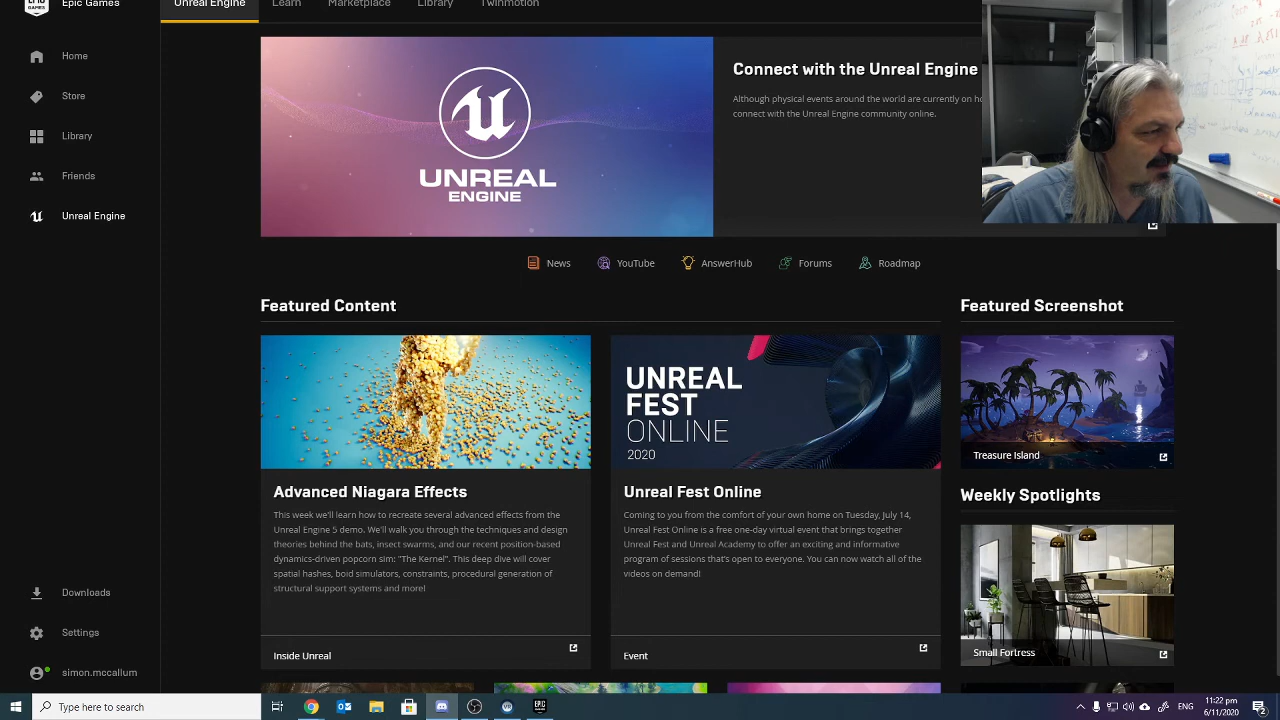 Epic Games
Unreal Engine
Learn
Marketplace
Library
Twinmotion
Home
Store
Library
Friends
Unreal Engine
UNREAL
ENGINE
Connect with the Unreal Engine
Although physical events around the world are currently on
connect with the Unreal Engine community online.
News
YouTube
AnswerHub
Forums
Roadmap
Featured Content
Featured Screenshot
UNREAL
FEST
ONLINE
2020
Treasure Island
Advanced Niagara Effects
This week we'll learn how to recreate several advanced effects from the
Unreal Engine 5 demo. We'll walk you through the techniques and design
theories behind the bats, insect swarms, and our recent position-based
dynamics-driven popcorn sim: "The Kernel". This deep dive will cover
spatial hashes, boid simulators, constraints, procedural generation of
structural support systems and more!
Inside Unreal
Unreal Fest Online
Coming to you from the comfort of your own home on Tuesday, July 14,
Unreal Fest Online is a free one-day virtual event that brings together
Unreal Fest and Unreal Academy to offer an exciting and informative
program of sessions that's open to everyone. You can now watch all of the
videos on demand!
Event
Weekly Spotlights
Small Fortress
Downloads
Settings
simon.mccallum
Type here to search
EPIC
GAMES
11:22 pm
6/11/2020
2